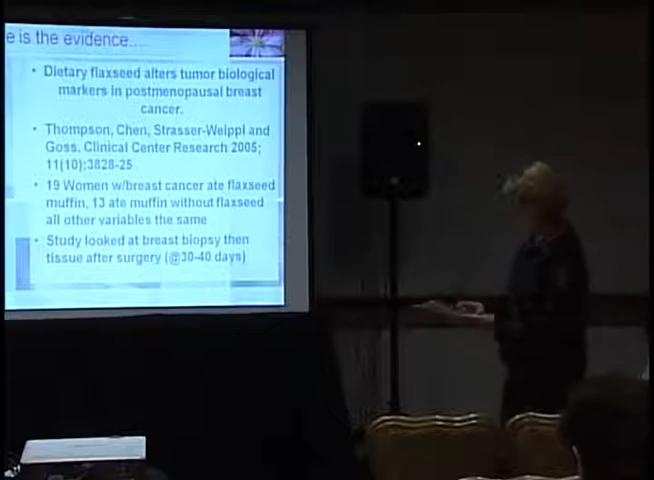 e is the evidence...
• Dietary flaxseed alters tumor biological
markers in postmenopausal breast
cancer.
• Thompson, Chen, Strasser-Weippl and
Goss. Clinical Center Research 2005;
11(10);3828-25
• 19 Women w/breast cancer ate flaxseed
muffin, 13 ate muffin without flaxseed
all other variables the same
• Study looked at breast biopsy then
tissue after surgery (@30-40 days)